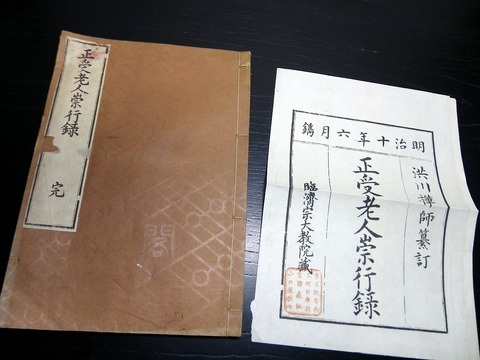 正受老人崇行録
完
明治十年六月鐫
洪川禅師纂訂
正受老人崇行録
臨済宗大教院蔵